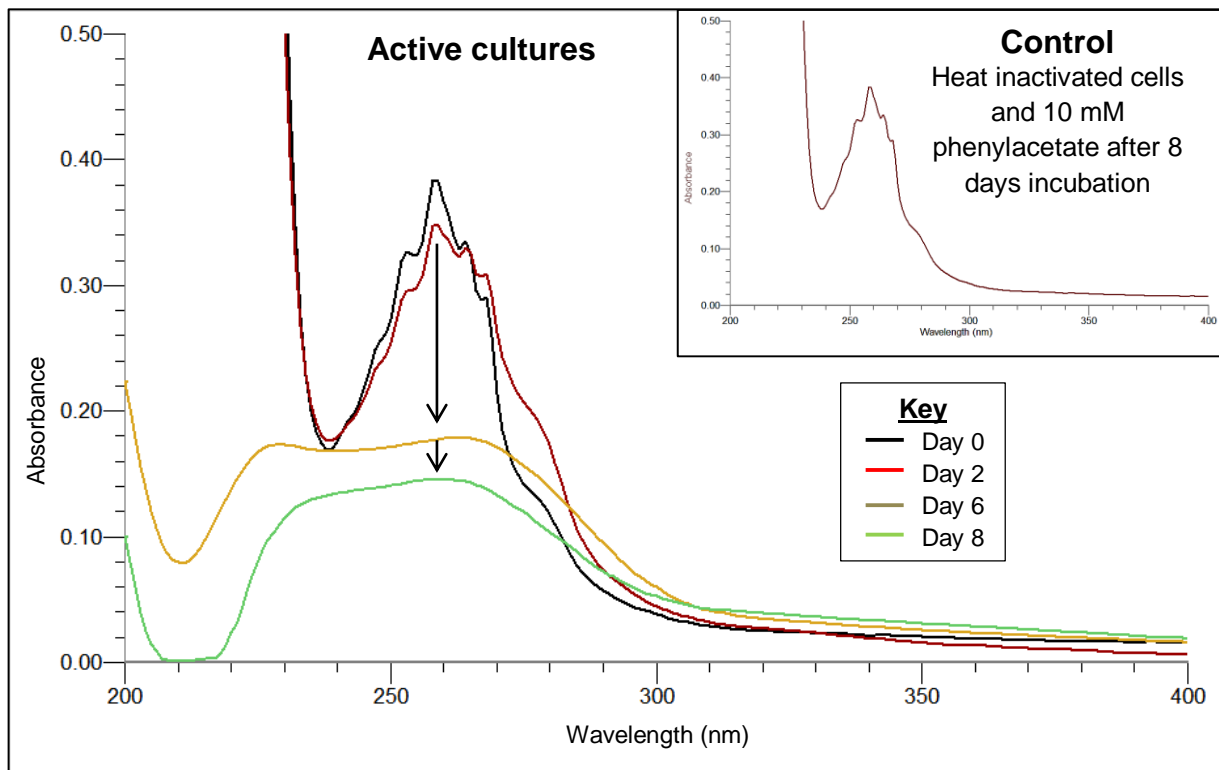 Active cultures
0.50
0.40
0.30
0.20
0.10
0.00
Absorbance
200
250
300
350
400
Wavelength (nm)
Control
Heat inactivated cells
and 10 mM
phenylacetate after 8
days incubation
0.50
0.40
0.30
0.20
0.10
0.00
Absorbance
200
250
300
350
400
Wavelength (nm)
Key
Day 0
Day 2
Day 6
Day 8